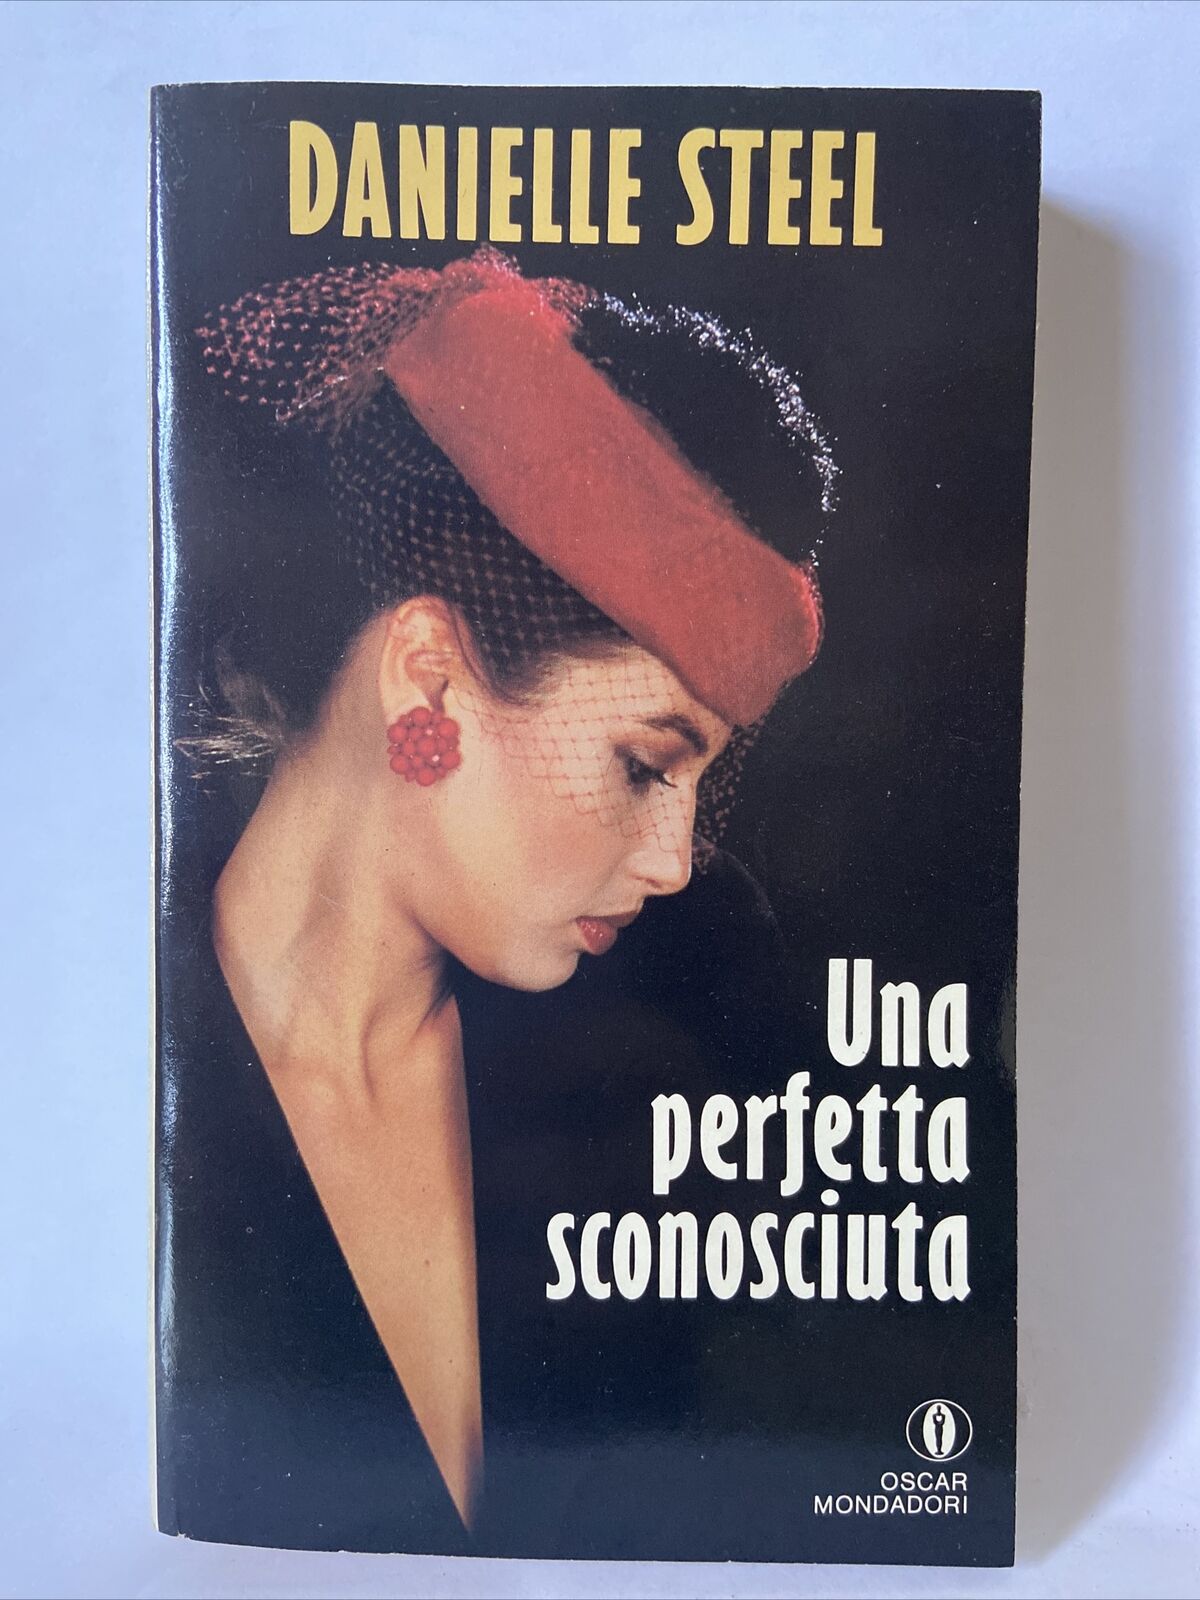 DANIELLE STEEL
Una
perfetta
sconosciuta
OSCAR
MONDADORI